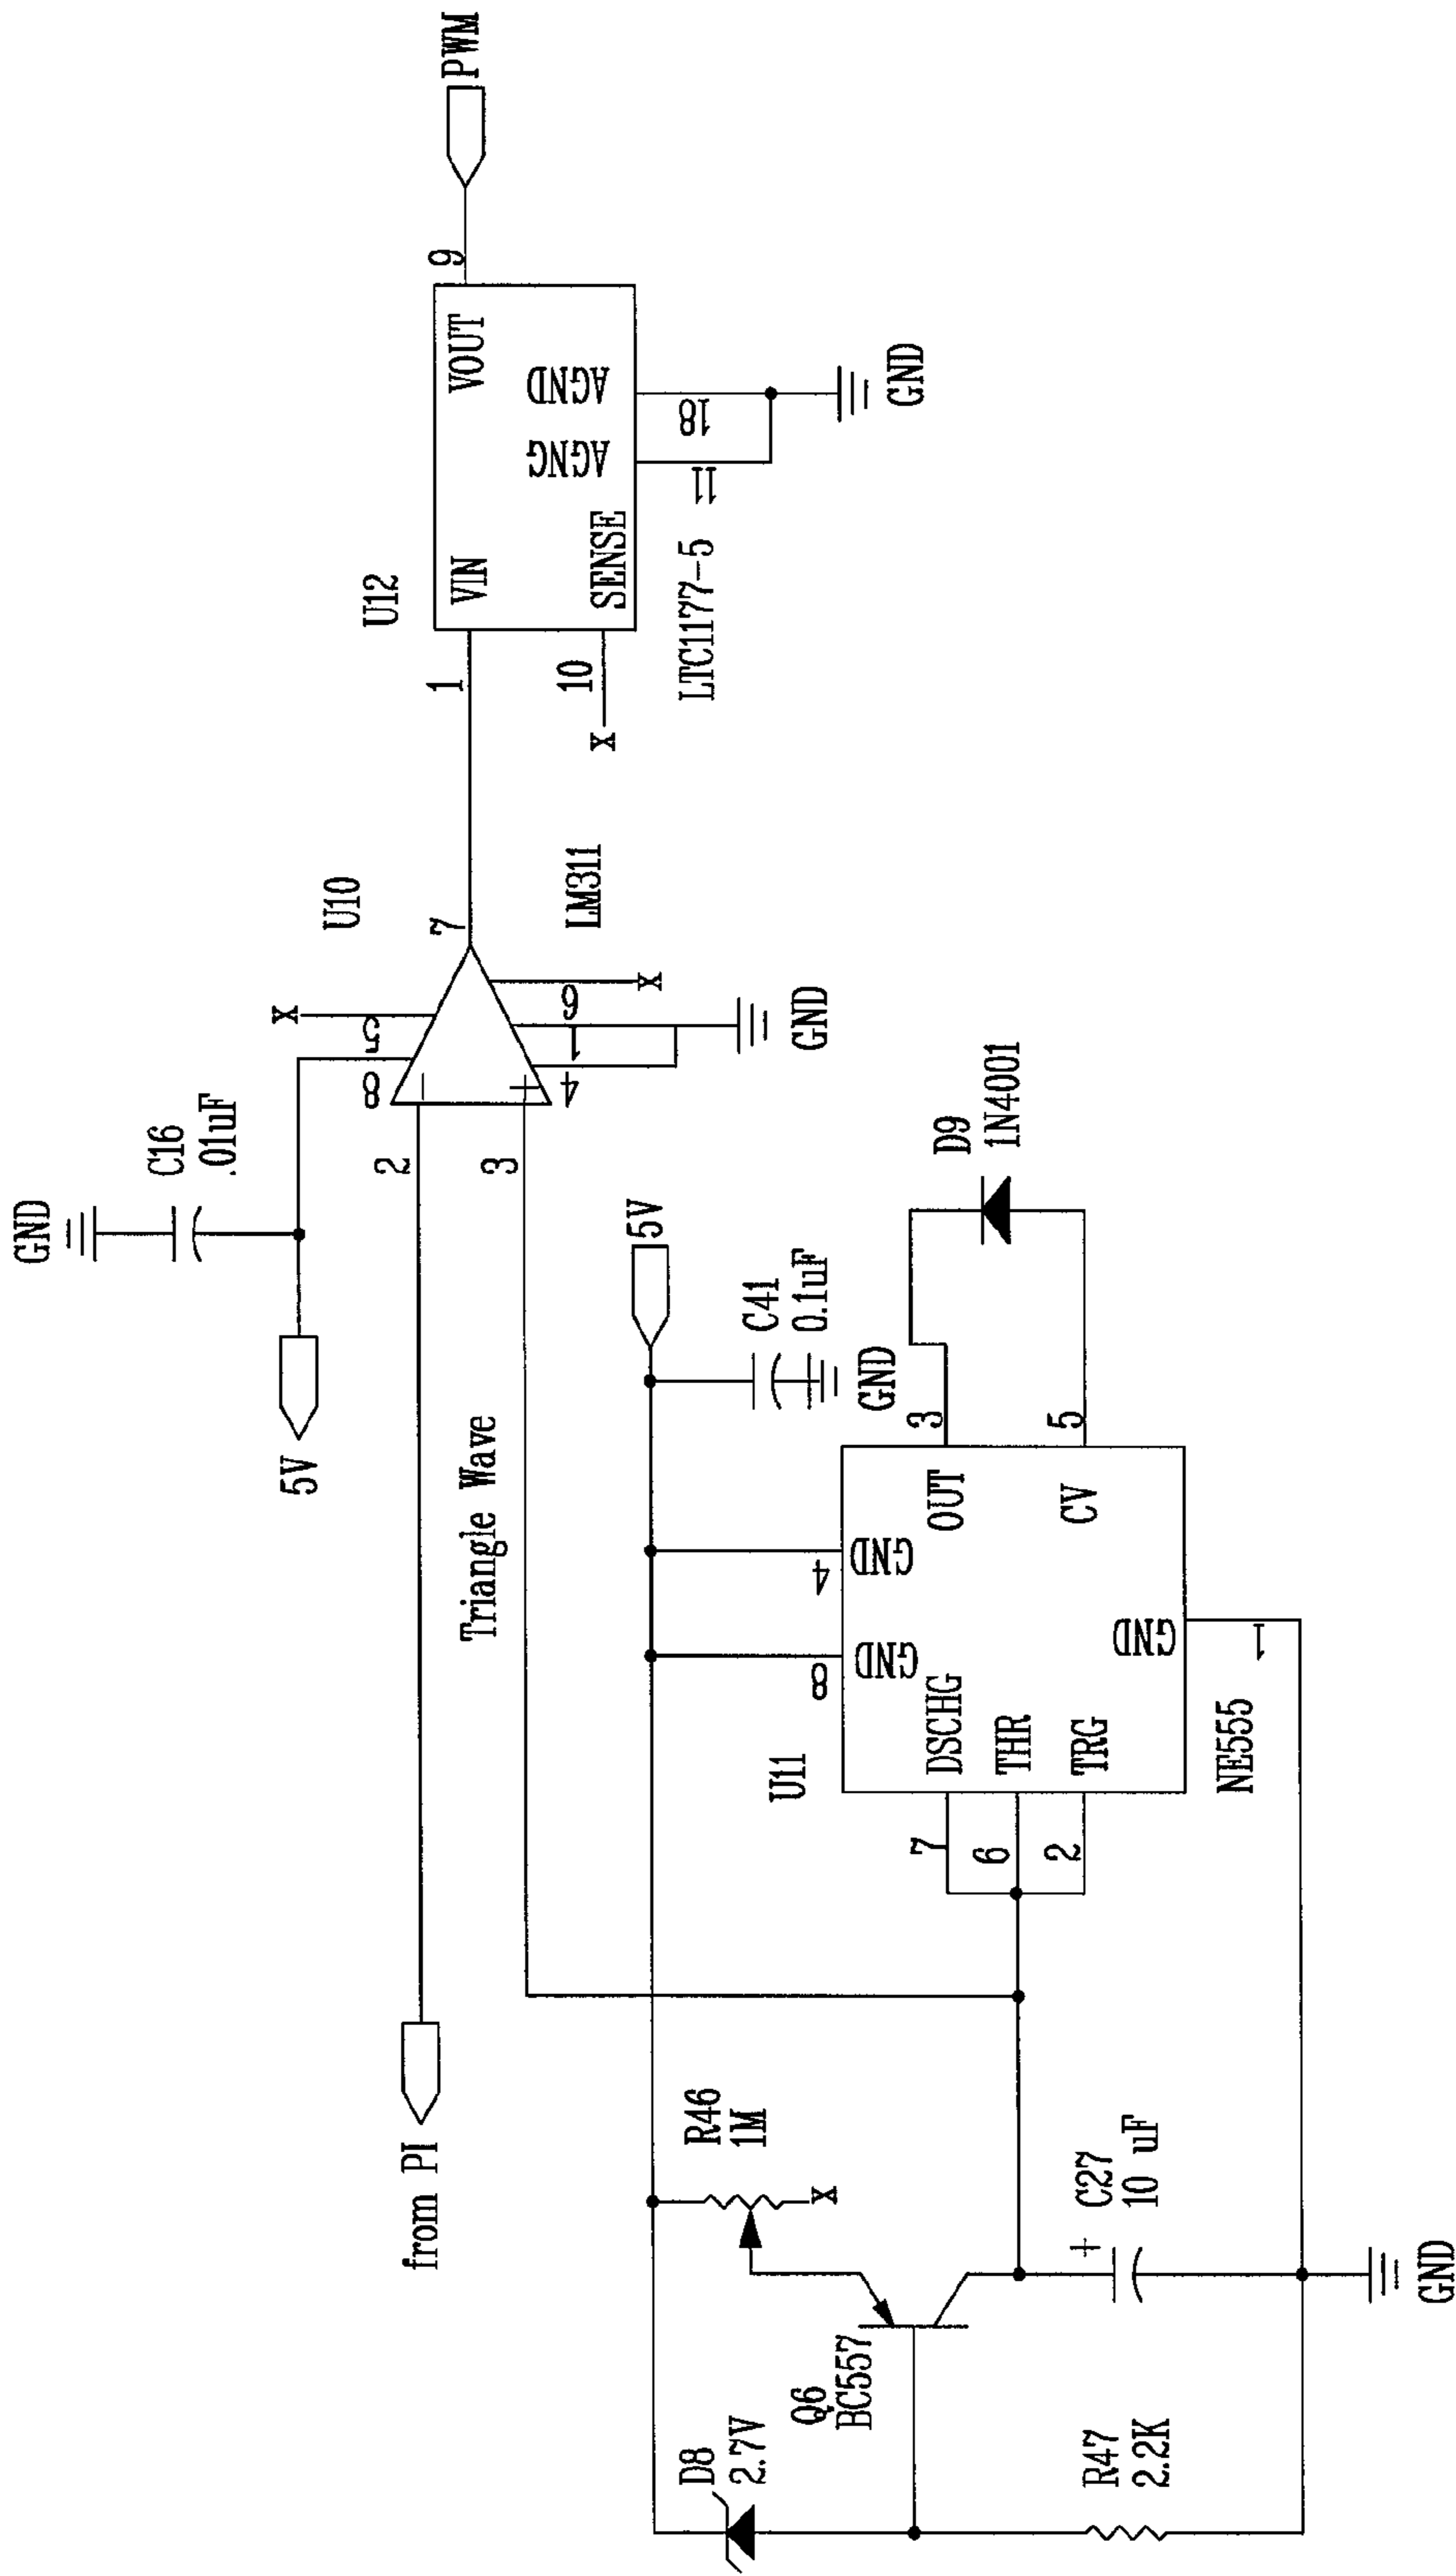 GND
C16
.01uF
5V
from PI
2
3
8
5
U10
7
4
1
6
x
x
LM311
GND
U12
1
VIN
VOUT
9
PWM
10
x
SENSE
AGNG
AGND
11
18
LTC1177-5
GND
Triangle Wave
5V
C41
0.1uF
GND
D8
2.7V
R46
1M
x
Q6
BC557
U11
8
4
GND
GND
7
DSCHG
OUT
3
6
THR
2
TRG
CV
5
GND
1
NE555
D9
1N4001
C27
10 uF
+
R47
2.2K
GND